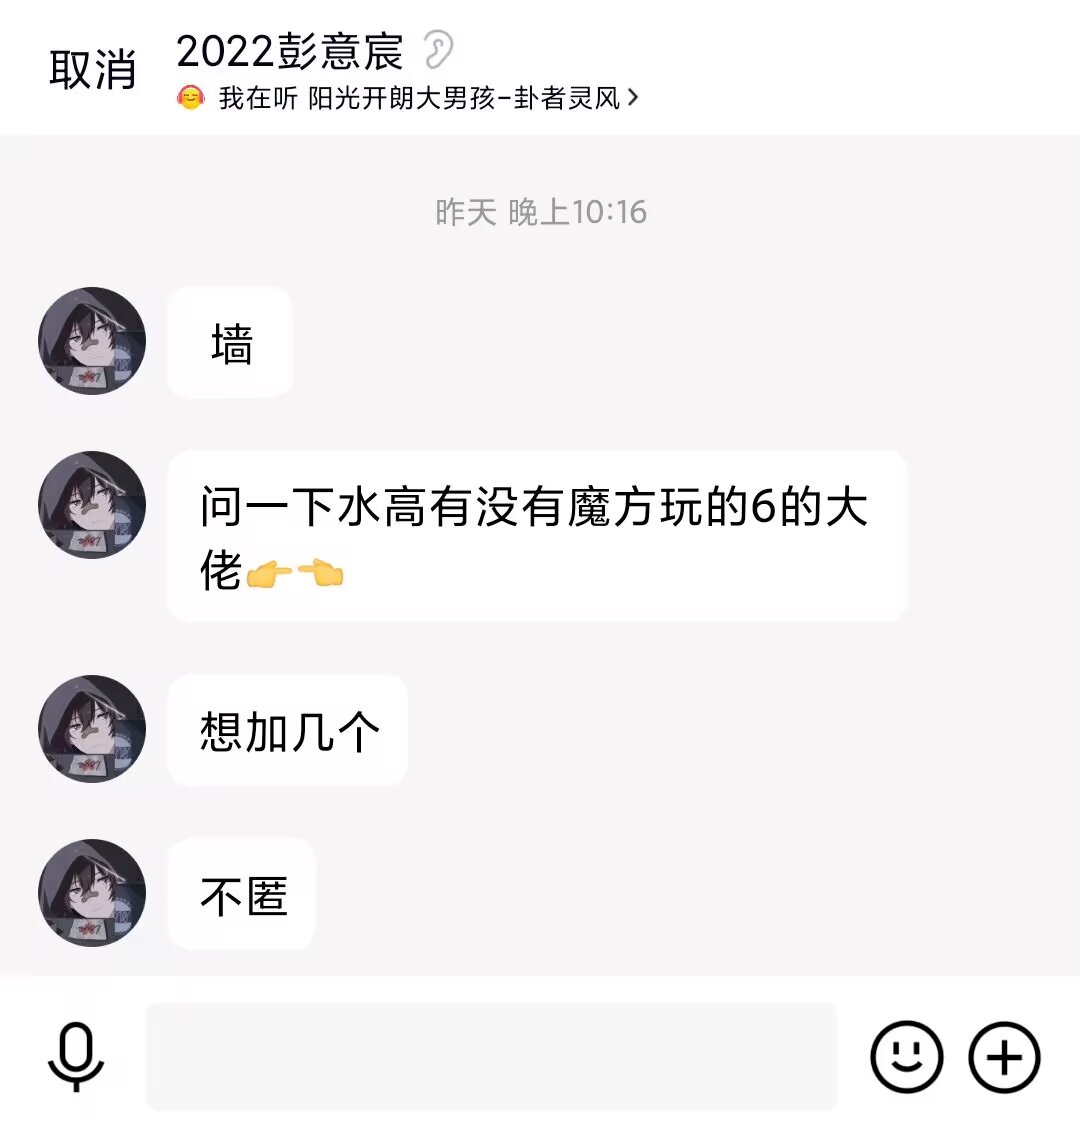 取消
2022彭意宸
我在听 阳光开朗大男孩-卦者灵风
昨天 晚上10:16
墙
问一下水高有没有魔方玩的6的大
佬👉👈
想加几个
不匿